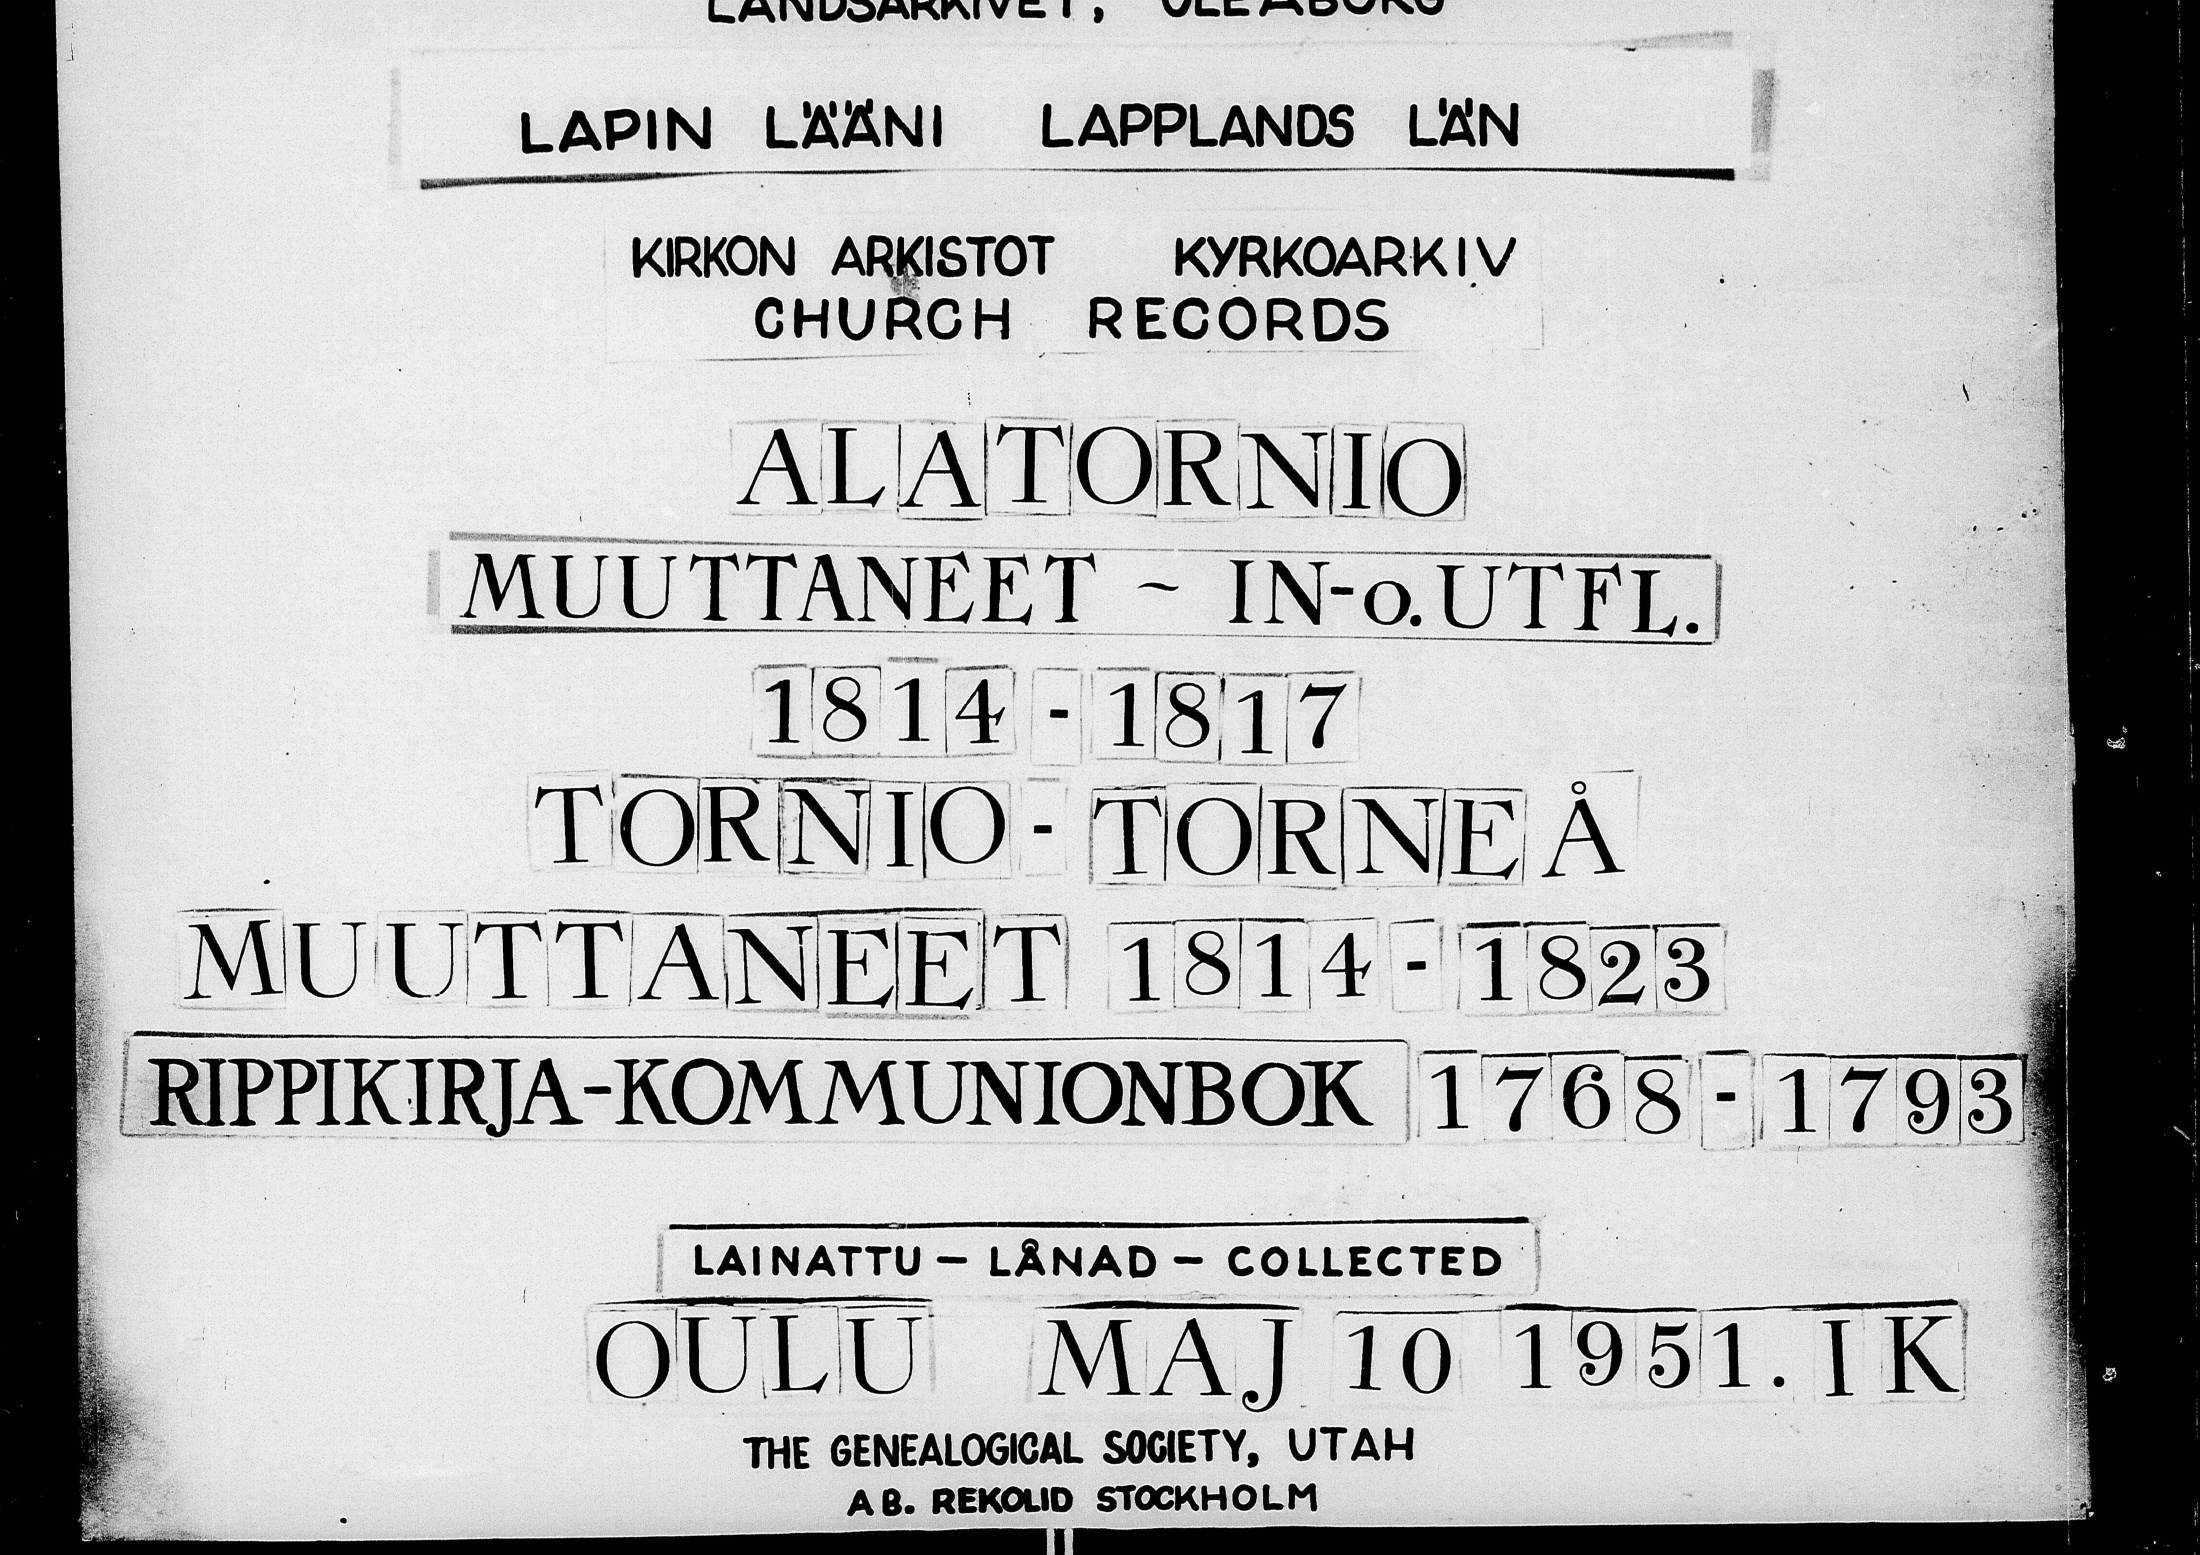 LANDSARKIVET, ULEÅBORG
LAPIN LÄÄNI LAPPLANDS LÄN
KIRKON ARKISTOT KYRKOARKIV
CHURCH RECORDS
ALATORNIO
MUUTTANEET ~ IN-o. UTFL.
1814 - 1817
TORNIO - TORNEÅ
MUUTTANEET 1814 - 1823
RIPPIKIRJA-KOMMUNIONBOK 1768 - 1793
LAINATTU — LÅNAD — COLLECTED
OULU MAJ 10 1951. IK
THE GENEALOGICAL SOCIETY, UTAH
AB. REKOLID STOCKHOLM